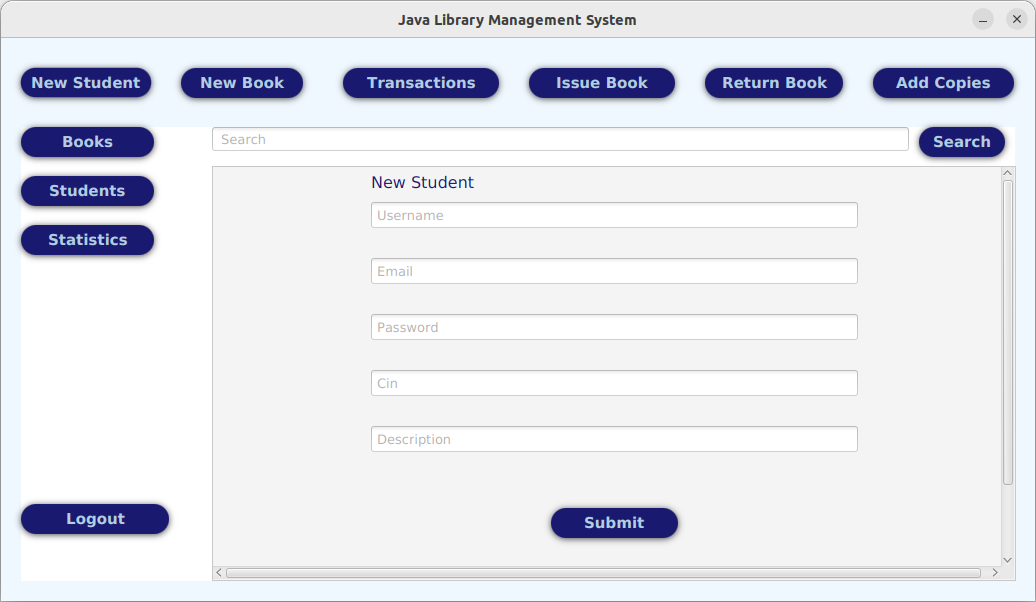 Java Library Management System
New Student New Book Transactions Issue Book Return Book Add Copies
Books
Search
Search
Students
Statistics
Logout
New Student
Username
Email
Password
Cin
Description
Submit